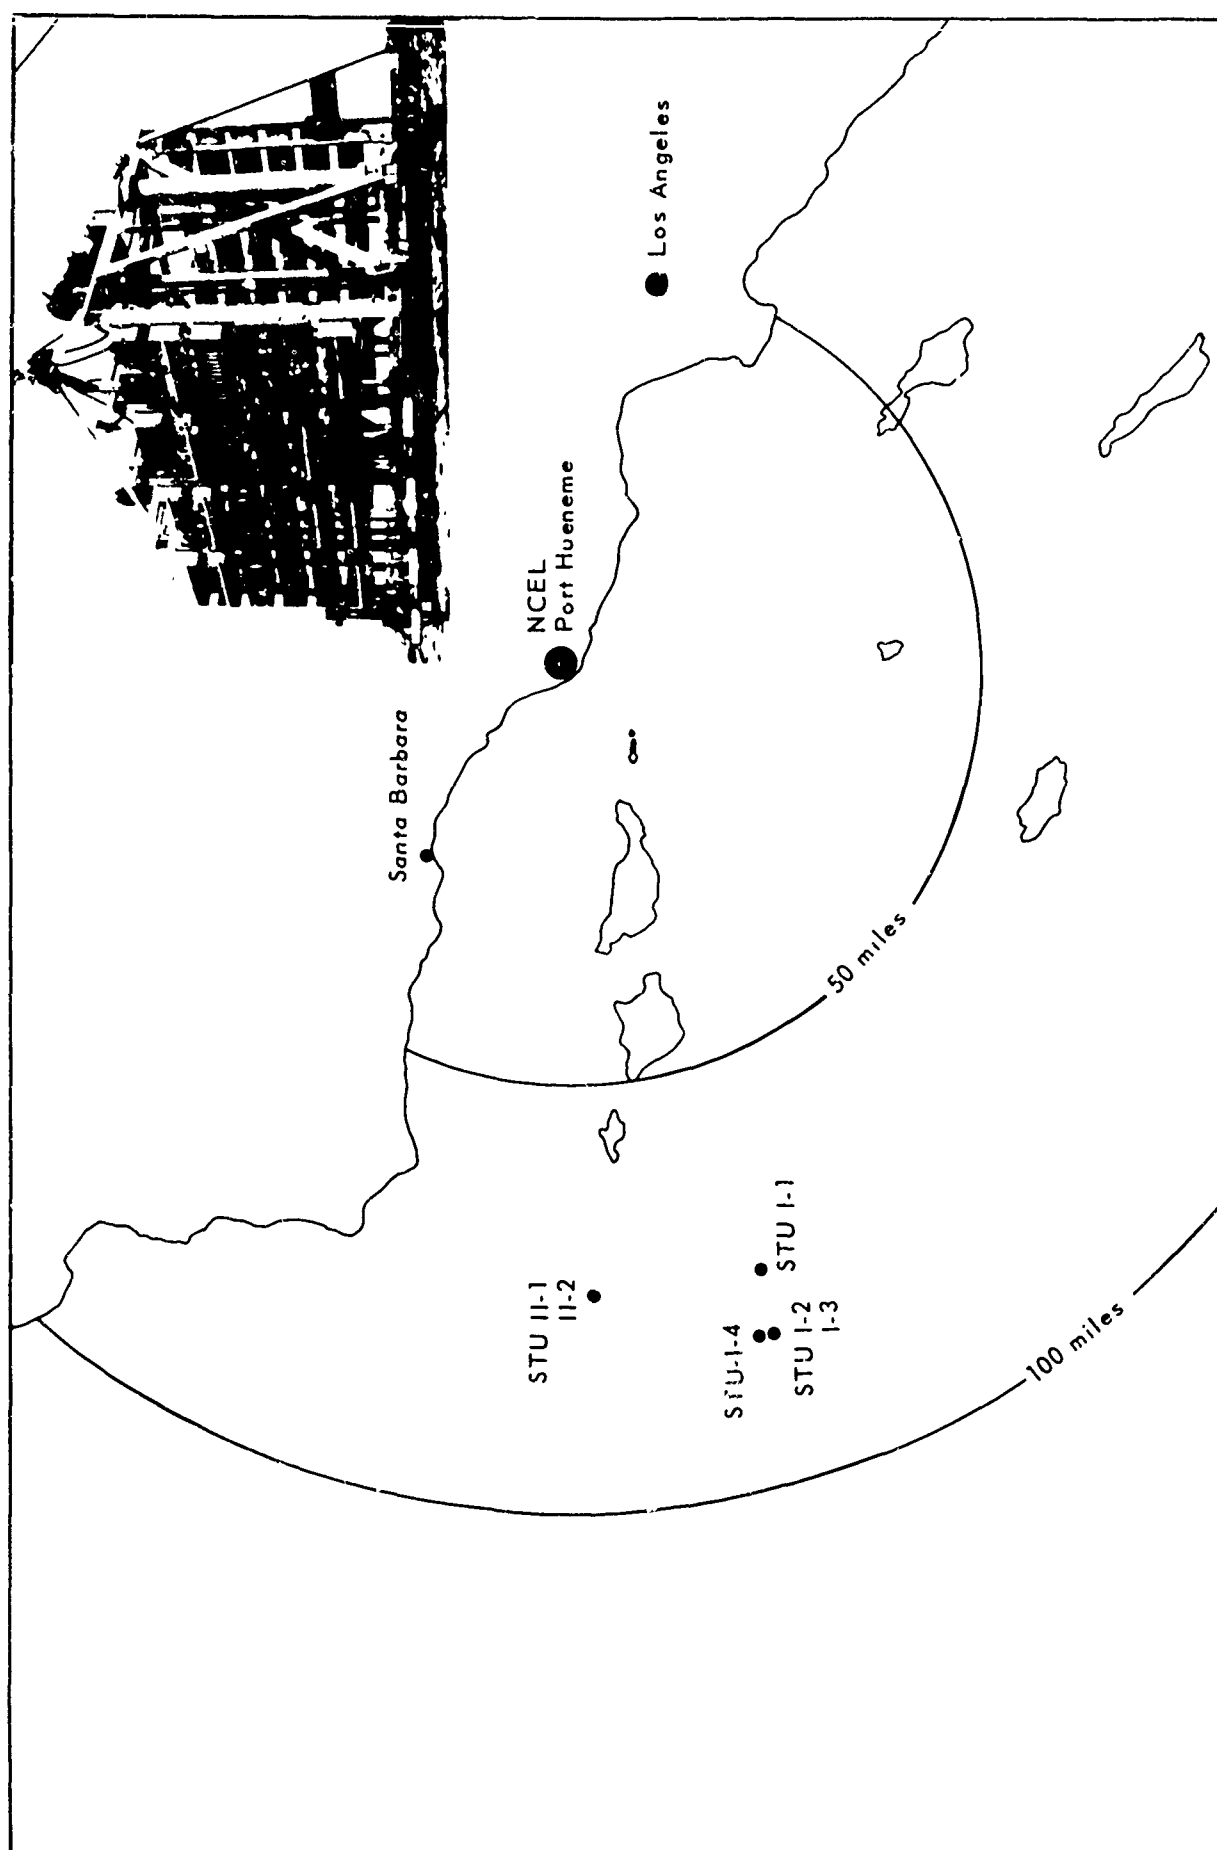 Santa Barbara
NCEL
Port Hueneme
Los Angeles
50 miles
STU II-1
II-2
STU-I-4
STU I-2
I-3
STU I-1
100 miles